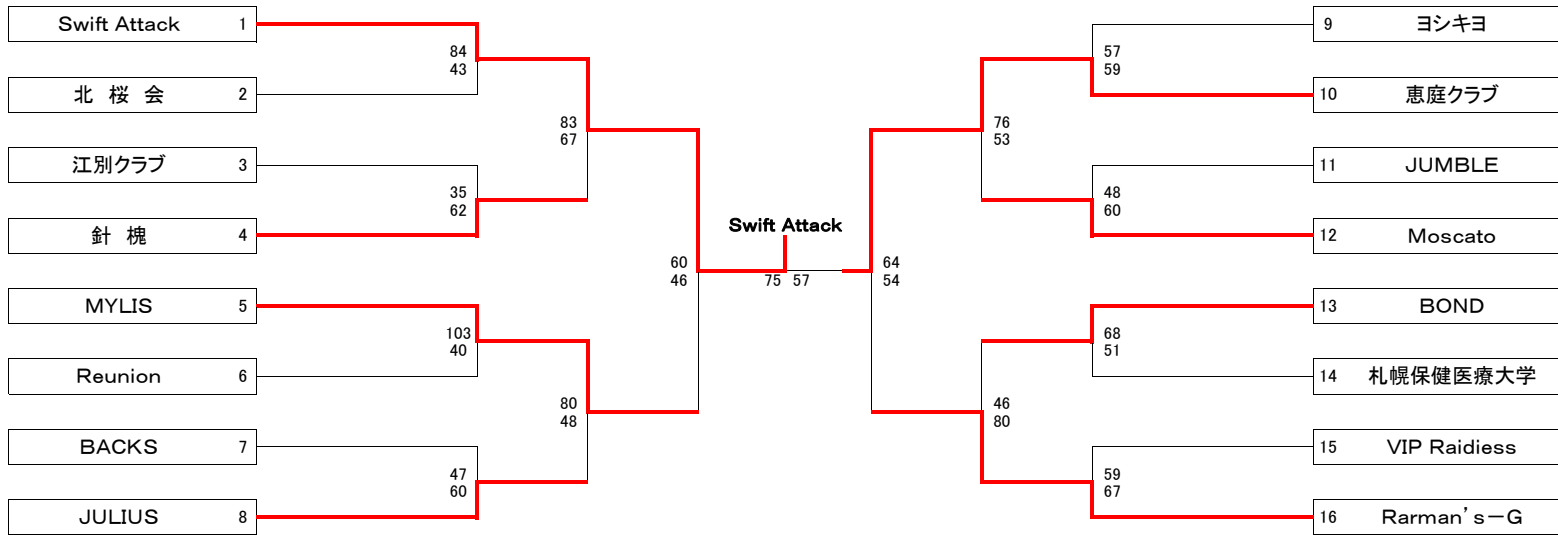 Swift Attack 1
84
43
北 桜 会 2
83
67
江別クラブ 3
35
62
針 槐 4
60
46
MYLIS 5
103
40
Reunion 6
80
48
BACKS 7
47
60
JULIUS 8
Swift Attack
75 57
9 ヨシキヨ
57
59
10 恵庭クラブ
76
53
11 JUMBLE
48
60
12 Moscato
64
54
13 BOND
68
51
14 札幌保健医療大学
46
80
15 VIP Raidiess
59
67
16 Rarman's－G